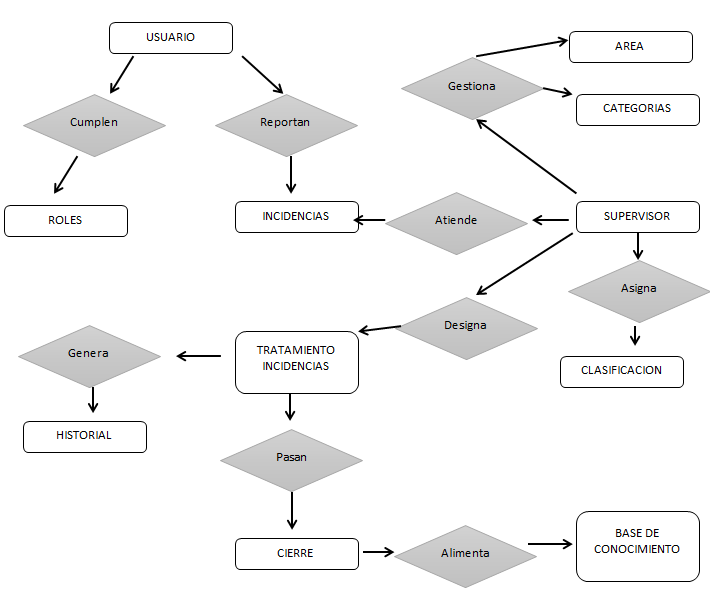 USUARIO
AREA
Gestiona
CATEGORIAS
Cumplen
Reportan
ROLES
INCIDENCIAS
Atiende
SUPERVISOR
Asigna
Designa
Genera
TRATAMIENTO
INCIDENCIAS
CLASIFICACION
HISTORIAL
Pasan
CIERRE
Alimenta
BASE DE
CONOCIMIENTO